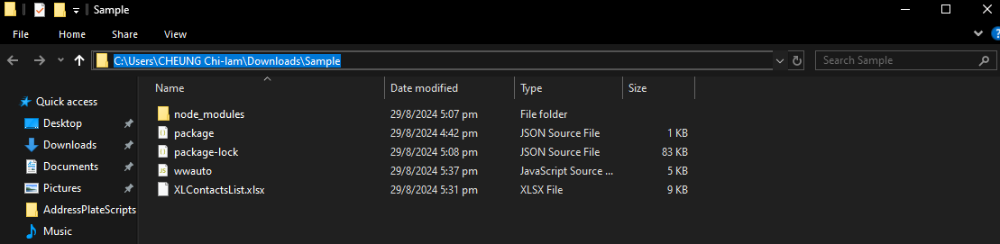 Sample
File Home Share View
C:\Users\CHEUNG Chi-lam\Downloads\Sample Search Sample
Name Date modified Type Size
Quick access
Desktop
Downloads
Documents
Pictures
AddressPlateScripts
Music
node_modules 29/8/2024 5:07 pm File folder
package 29/8/2024 4:42 pm JSON Source File 1 KB
package-lock 29/8/2024 5:08 pm JSON Source File 83 KB
wwauto 29/8/2024 5:37 pm JavaScript Source ... 5 KB
XLContactsList.xlsx 29/8/2024 5:31 pm XLSX File 9 KB